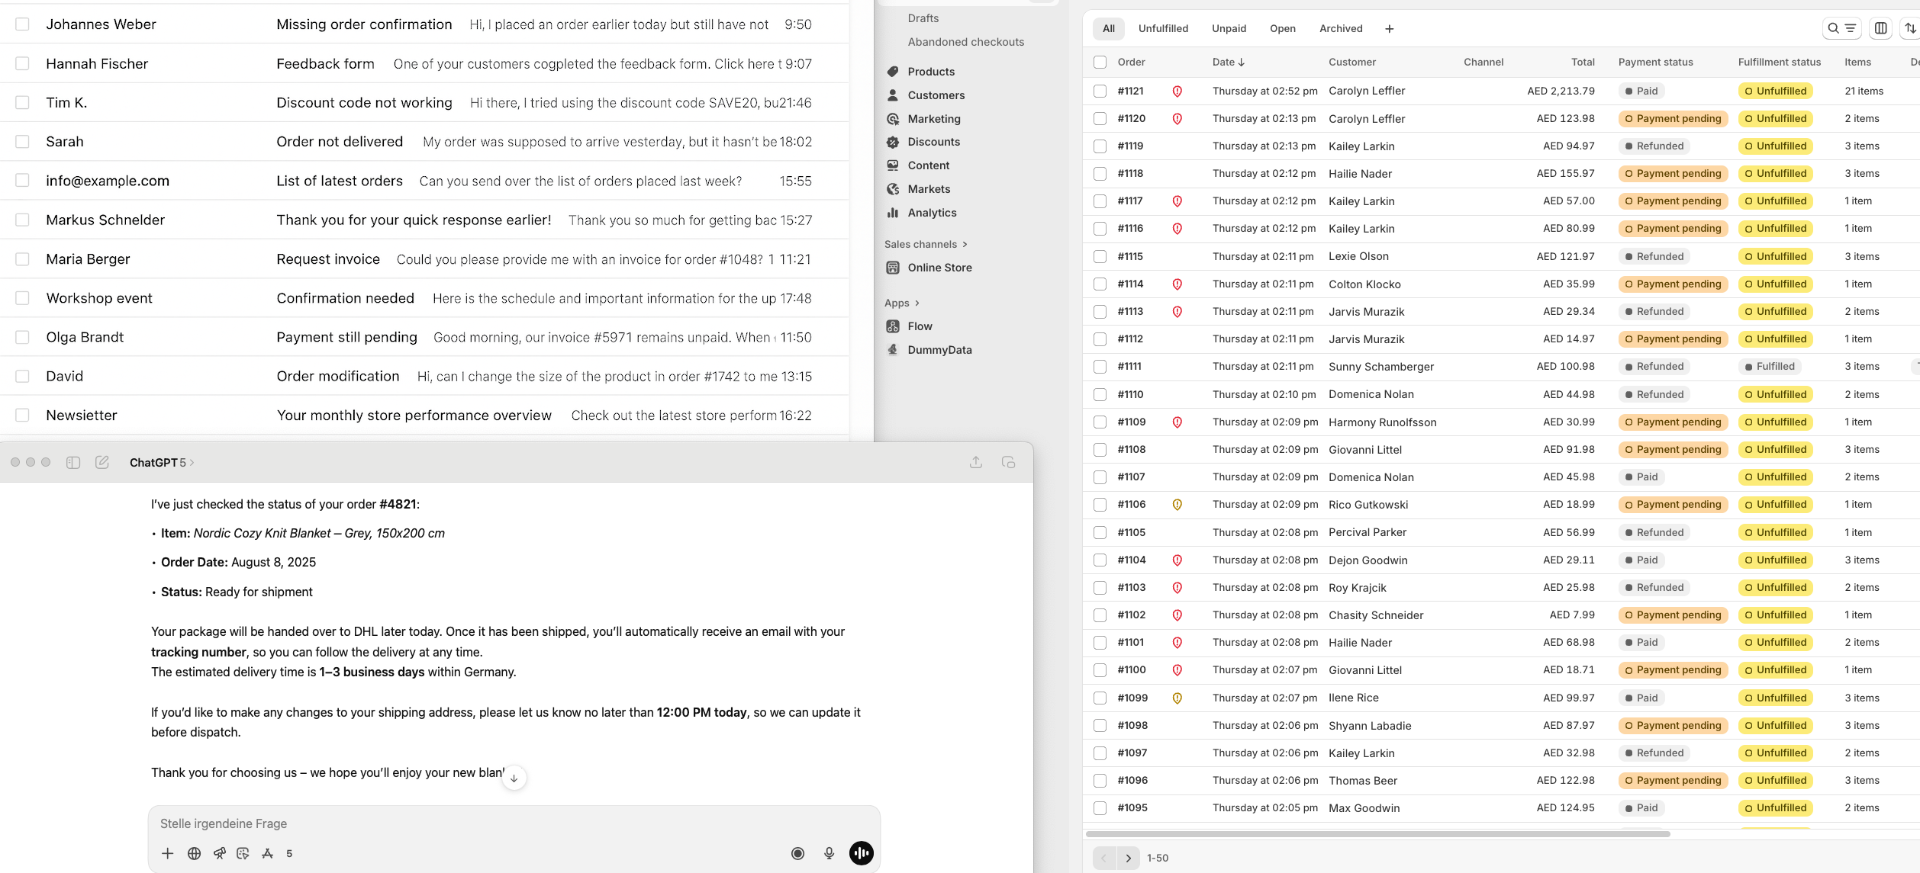 Johannes Weber Missing order confirmation Hi, I placed an order earlier today but still have not 9:50
Hannah Fischer Feedback form One of your customers cogpleted the feedback form. Click here t 9:07
Tim K. Discount code not working Hi there, I tried using the discount code SAVE20, bu 21:46
Sarah Order not delivered My order was supposed to arrive yesterday, but it hasn't be 18:02
info@example.com List of latest orders Can you send over the list of orders placed last week? 15:55
Markus Schnelder Thank you for your quick response earlier! Thank you so much for getting bac 15:27
Maria Berger Request invoice Could you please provide me with an invoice for order #1048? 1 11:21
Workshop event Confirmation needed Here is the schedule and important information for the up 17:48
Olga Brandt Payment still pending Good morning, our invoice #5971 remains unpaid. When 11:50
David Order modification Hi, can I change the size of the product in order #1742 to me 13:15
Newsietter Your monthly store performance overview Check out the latest store perform 16:22
ChatGPT 5 >
I've just checked the status of your order #4821:
• Item: Nordic Cozy Knit Blanket – Grey, 150x200 cm
• Order Date: August 8, 2025
• Status: Ready for shipment
Your package will be handed over to DHL later today. Once it has been shipped, you'll automatically receive an email with your
tracking number, so you can follow the delivery at any time.
The estimated delivery time is 1–3 business days within Germany.
If you'd like to make any changes to your shipping address, please let us know no later than 12:00 PM today, so we can update it
before dispatch.
Thank you for choosing us – we hope you'll enjoy your new
Stelle irgendeine Frage
5
Drafts
Abandoned checkouts
Products
Customers
Marketing
Discounts
Content
Markets
Analytics
Sales channels >
Online Store
Apps >
Flow
DummyData
All Unfulfilled Unpaid Open Archived +
Order Date ↓ Customer Channel Total Payment status Fulfillment status Items
#1121 Thursday at 02:52 pm Carolyn Leffler AED 2,213.79 Paid Unfulfilled 21 items
#1120 Thursday at 02:13 pm Carolyn Leffler AED 123.98 Payment pending Unfulfilled 2 items
#1119 Thursday at 02:13 pm Kailey Larkin AED 94.97 Refunded Unfulfilled 3 items
#1118 Thursday at 02:12 pm Hailie Nader AED 155.97 Payment pending Unfulfilled 3 items
#1117 Thursday at 02:12 pm Kailey Larkin AED 57.00 Payment pending Unfulfilled 1 item
#1116 Thursday at 02:12 pm Kailey Larkin AED 80.99 Payment pending Unfulfilled 1 item
#1115 Thursday at 02:11 pm Lexie Olson AED 121.97 Refunded Unfulfilled 3 items
#1114 Thursday at 02:11 pm Colton Klocko AED 35.99 Payment pending Unfulfilled 1 item
#1113 Thursday at 02:11 pm Jarvis Murazik AED 29.34 Refunded Unfulfilled 2 items
#1112 Thursday at 02:11 pm Jarvis Murazik AED 14.97 Payment pending Unfulfilled 1 item
#1111 Thursday at 02:11 pm Sunny Schamberger AED 100.98 Refunded Fulfilled 3 items
#1110 Thursday at 02:10 pm Domenica Nolan AED 44.98 Refunded Unfulfilled 2 items
#1109 Thursday at 02:09 pm Harmony Runolfsson AED 30.99 Payment pending Unfulfilled 1 item
#1108 Thursday at 02:09 pm Giovanni Littel AED 91.98 Payment pending Unfulfilled 3 items
#1107 Thursday at 02:09 pm Domenica Nolan AED 45.98 Paid Unfulfilled 2 items
#1106 Thursday at 02:09 pm Rico Gutkowski AED 18.99 Payment pending Unfulfilled 1 item
#1105 Thursday at 02:08 pm Percival Parker AED 56.99 Refunded Unfulfilled 1 item
#1104 Thursday at 02:08 pm Dejon Goodwin AED 29.11 Paid Unfulfilled 3 items
#1103 Thursday at 02:08 pm Roy Krajcik AED 25.98 Refunded Unfulfilled 2 items
#1102 Thursday at 02:08 pm Chasity Schneider AED 7.99 Payment pending Unfulfilled 1 item
#1101 Thursday at 02:08 pm Hailie Nader AED 68.98 Paid Unfulfilled 2 items
#1100 Thursday at 02:07 pm Giovanni Littel AED 18.71 Payment pending Unfulfilled 1 item
#1099 Thursday at 02:07 pm Ilene Rice AED 99.97 Paid Unfulfilled 3 items
#1098 Thursday at 02:06 pm Shyann Labadie AED 87.97 Payment pending Unfulfilled 3 items
#1097 Thursday at 02:06 pm Kailey Larkin AED 32.98 Refunded Unfulfilled 2 items
#1096 Thursday at 02:06 pm Thomas Beer AED 122.98 Payment pending Unfulfilled 3 items
#1095 Thursday at 02:05 pm Max Goodwin AED 124.95 Paid Unfulfilled 2 items
1-50